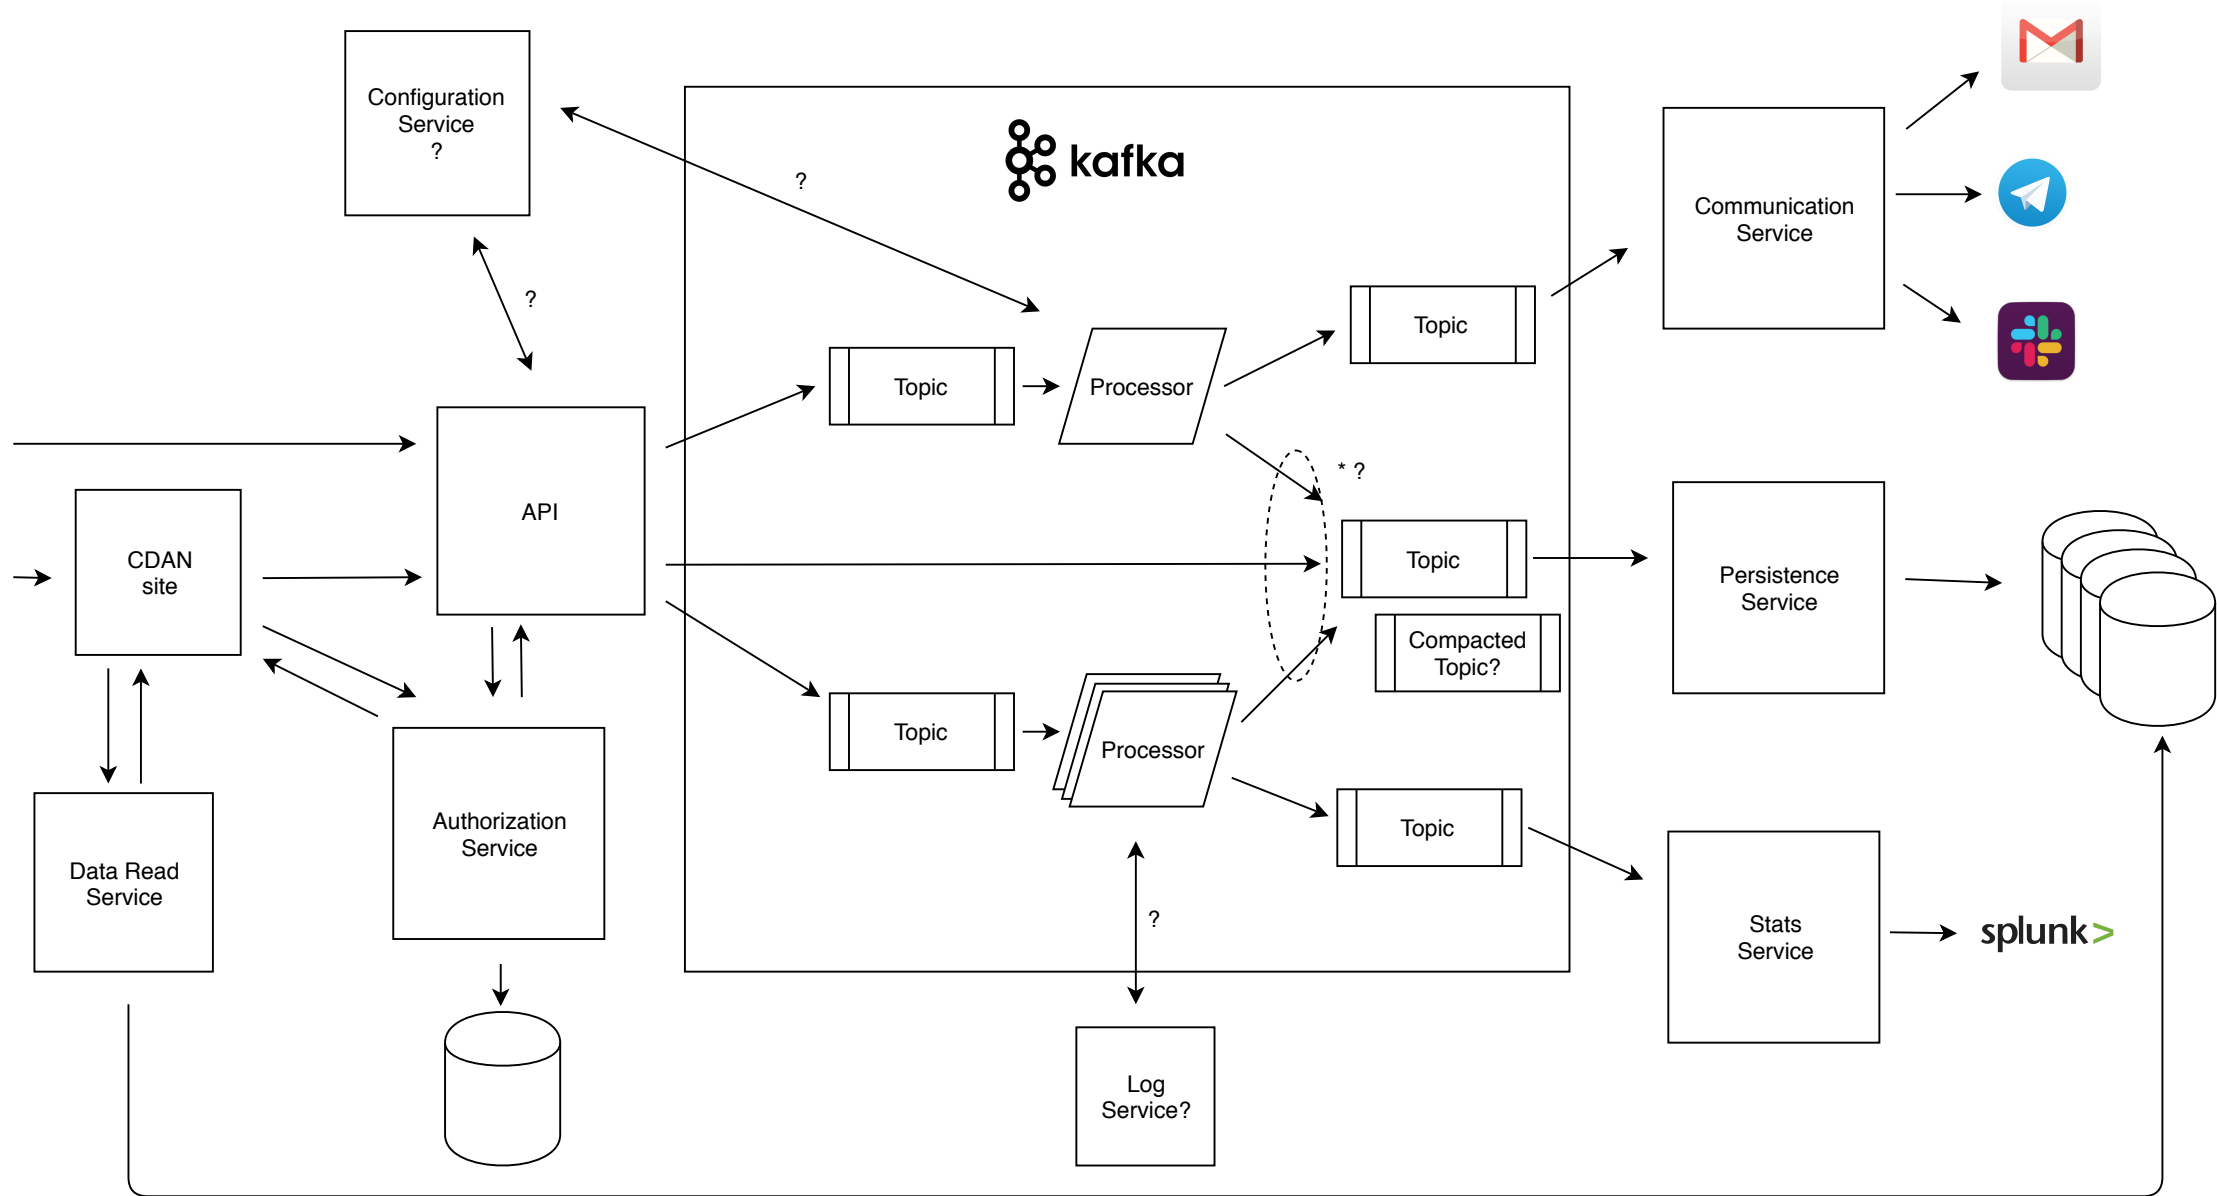 Configuration
Service
?
?
?
kafka
Communication
Service
Topic
Topic
Processor
* ?
API
CDAN
site
Topic
Persistence
Service
Compacted
Topic?
Topic
Processor
Topic
Authorization
Service
Data Read
Service
?
Stats
Service
splunk>
Log
Service?